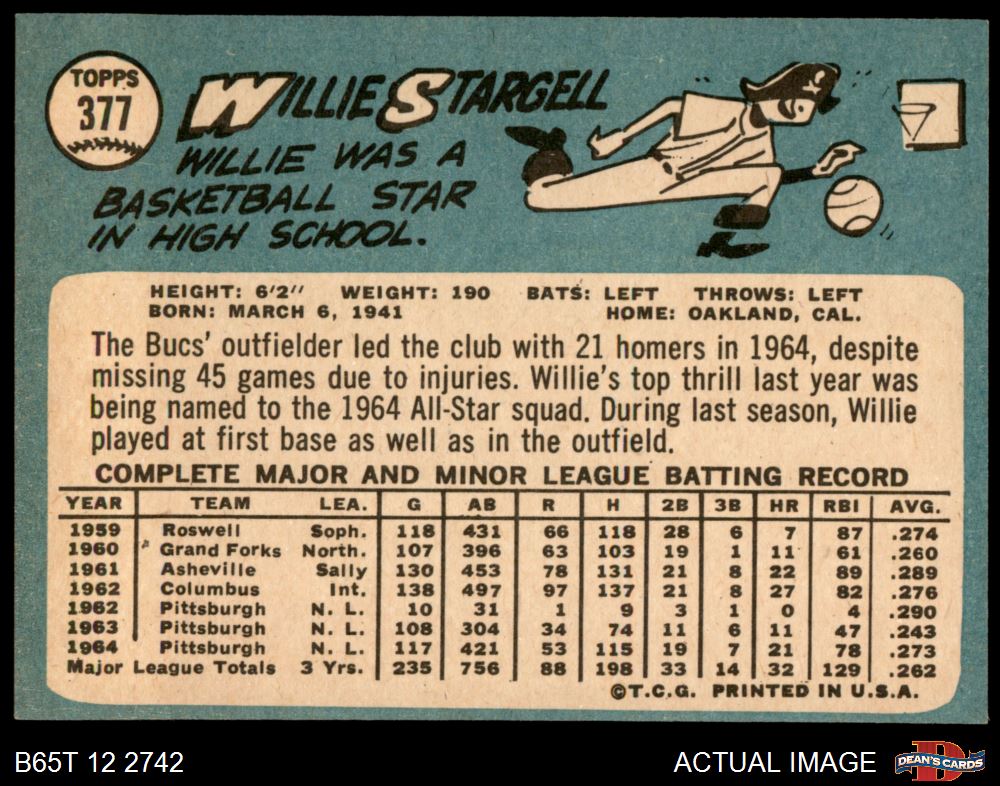 TOPPS
377
WILLIE STARGELL
WILLIE WAS A
BASKETBALL STAR
IN HIGH SCHOOL.
HEIGHT: 6'2" WEIGHT: 190 BATS: LEFT THROWS: LEFT
BORN: MARCH 6, 1941 HOME: OAKLAND, CAL.
The Bucs' outfielder led the club with 21 homers in 1964, despite
missing 45 games due to injuries. Willie's top thrill last year was
being named to the 1964 All-Star squad. During last season, Willie
played at first base as well as in the outfield.
COMPLETE MAJOR AND MINOR LEAGUE BATTING RECORD
YEAR TEAM LEA. G AB R H 2B 3B HR RBI AVG.
1959 Roswell Soph. 118 431 66 118 28 6 7 87 .274
1960 Grand Forks North. 107 396 63 103 19 1 11 61 .260
1961 Asheville Sally 130 453 78 131 21 8 22 89 .289
1962 Columbus Int. 138 497 97 137 21 8 27 82 .276
1962 Pittsburgh N. L. 10 31 1 9 3 1 0 4 .290
1963 Pittsburgh N. L. 108 304 34 74 11 6 11 47 .243
1964 Pittsburgh N. L. 117 421 53 115 19 7 21 78 .273
Major League Totals 3 Yrs. 235 756 88 198 33 14 32 129 .262
©T.C.G. PRINTED IN U.S.A.
B65T 12 2742 ACTUAL IMAGE
DEAN'S CARDS